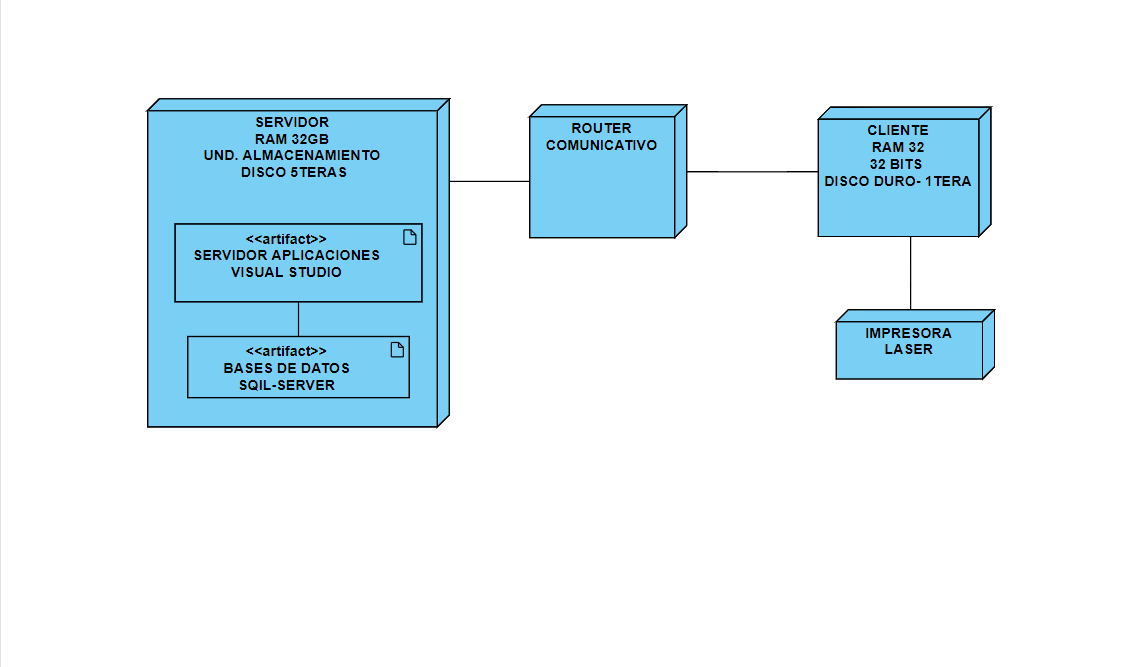 SERVIDOR
RAM 32GB
UND. ALMACENAMIENTO
DISCO 5TERAS
<<artifact>>
SERVIDOR APLICACIONES
VISUAL STUDIO
<<artifact>>
BASES DE DATOS
SQIL-SERVER
ROUTER
COMUNICATIVO
CLIENTE
RAM 32
32 BITS
DISCO DURO- 1TERA
IMPRESORA
LASER